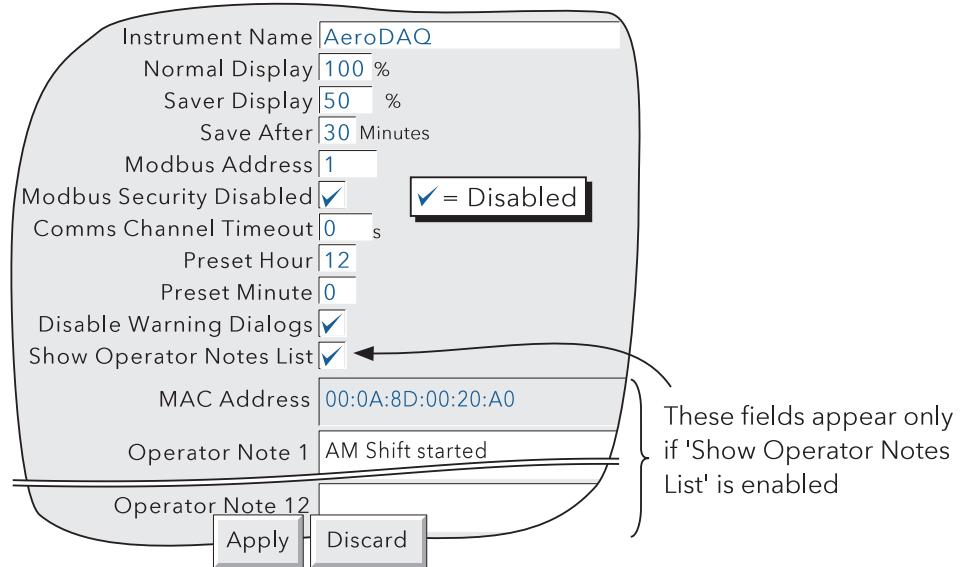 Instrument Name AeroDAQ
Normal Display 100 %
Saver Display 50 %
Save After 30 Minutes
Modbus Address 1
Modbus Security Disabled ✓
✓ = Disabled
Comms Channel Timeout 0 s
Preset Hour 12
Preset Minute 0
Disable Warning Dialogs ✓
Show Operator Notes List ✓
MAC Address 00:0A:8D:00:20:A0
Operator Note 1 AM Shift started
Operator Note 12
Apply Discard
These fields appear only
if 'Show Operator Notes
List' is enabled